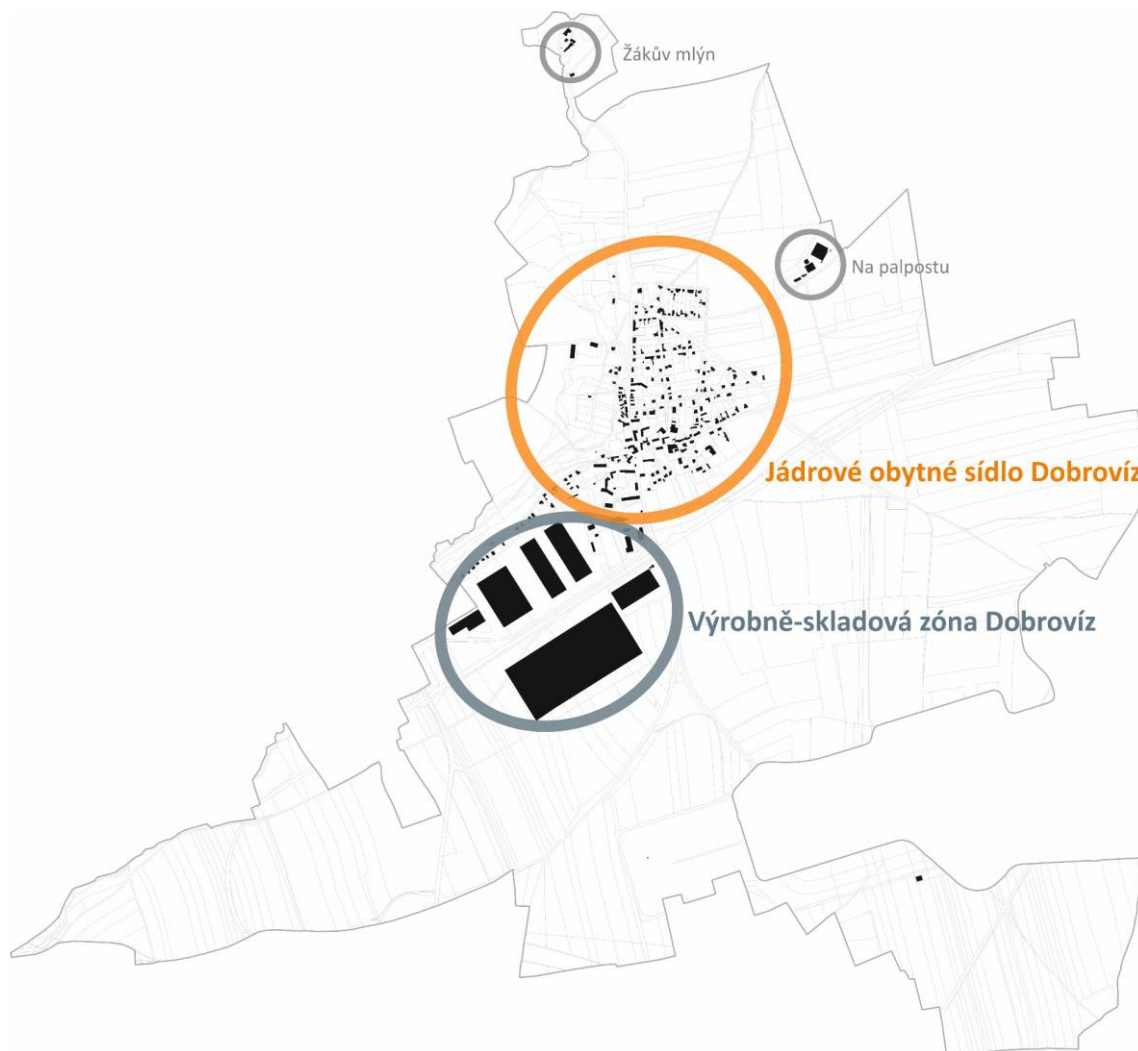 Žákův mlýn
Na palpostu
Jádrové obytné sídlo Dobrovíz
Výrobně-skladová zóna Dobrovíz